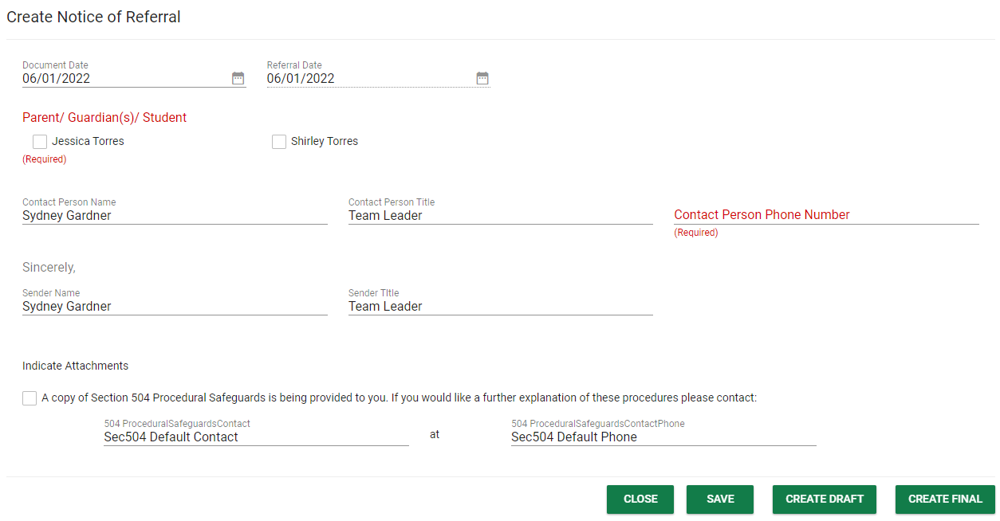 Create Notice of Referral
Document Date Referral Date
06/01/2022 06/01/2022
Parent/ Guardian(s)/ Student
Jessica Torres Shirley Torres
(Required)
Contact Person Name Contact Person Title
Sydney Gardner Team Leader Contact Person Phone Number
(Required)
Sincerely,
Sender Name Sender TItle
Sydney Gardner Team Leader
Indicate Attachments
A copy of Section 504 Procedural Safeguards is being provided to you. If you would like a further explanation of these procedures please contact:
504 ProceduralSafeguardsContact 504 ProceduralSafeguardsContactPhone
Sec504 Default Contact at Sec504 Default Phone
CLOSE SAVE CREATE DRAFT CREATE FINAL